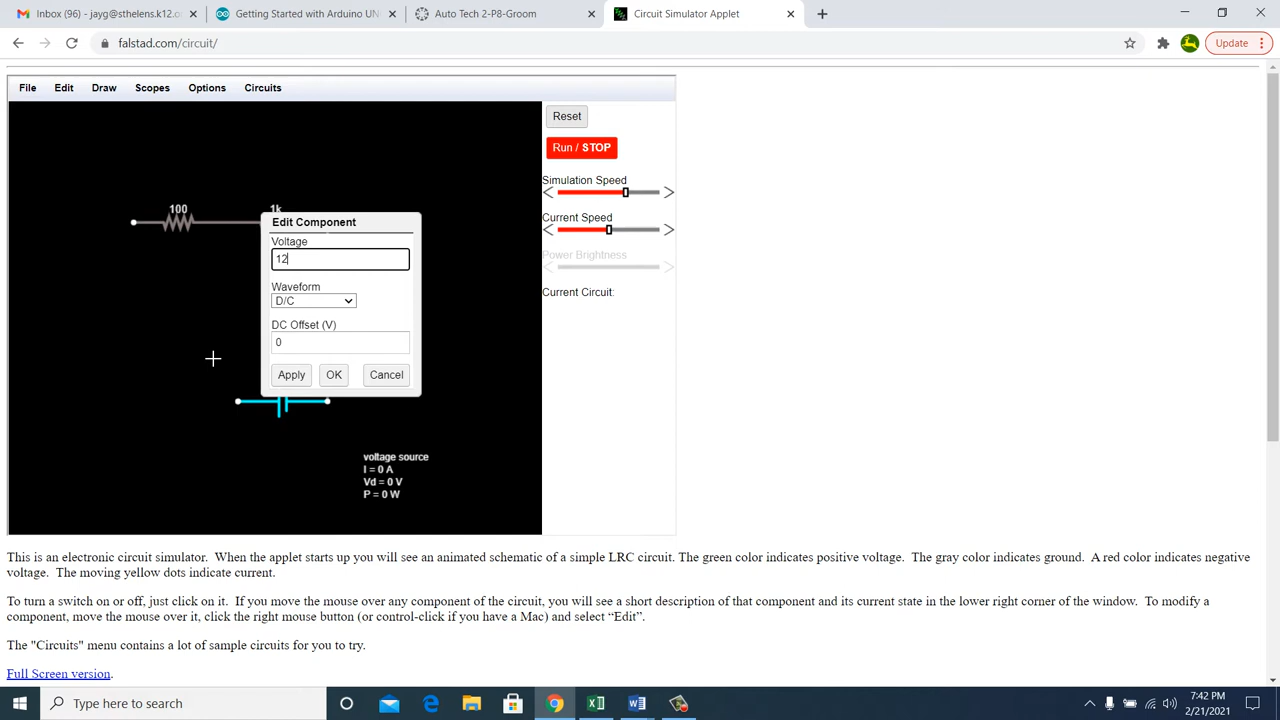 Inbox (96) - jayg@sthelens.k12.o
Getting Started with Arduino UN
Auto Tech 2-P8-Groom
Circuit Simulator Applet
falstad.com/circuit/
Update
File Edit Draw Scopes Options Circuits
Reset
Run / STOP
Simulation Speed
Current Speed
Power Brightness
Current Circuit:
100
1k
Edit Component
Voltage
12
Waveform
D/C
DC Offset (V)
0
Apply OK Cancel
voltage source
I = 0 A
Vd = 0 V
P = 0 W
This is an electronic circuit simulator. When the applet starts up you will see an animated schematic of a simple LRC circuit. The green color indicates positive voltage. The gray color indicates ground. A red color indicates negative
voltage. The moving yellow dots indicate current.
To turn a switch on or off, just click on it. If you move the mouse over any component of the circuit, you will see a short description of that component and its current state in the lower right corner of the window. To modify a
component, move the mouse over it, click the right mouse button (or control-click if you have a Mac) and select “Edit”.
The "Circuits" menu contains a lot of sample circuits for you to try.
Full Screen version.
Type here to search
7:42 PM
2/21/2021